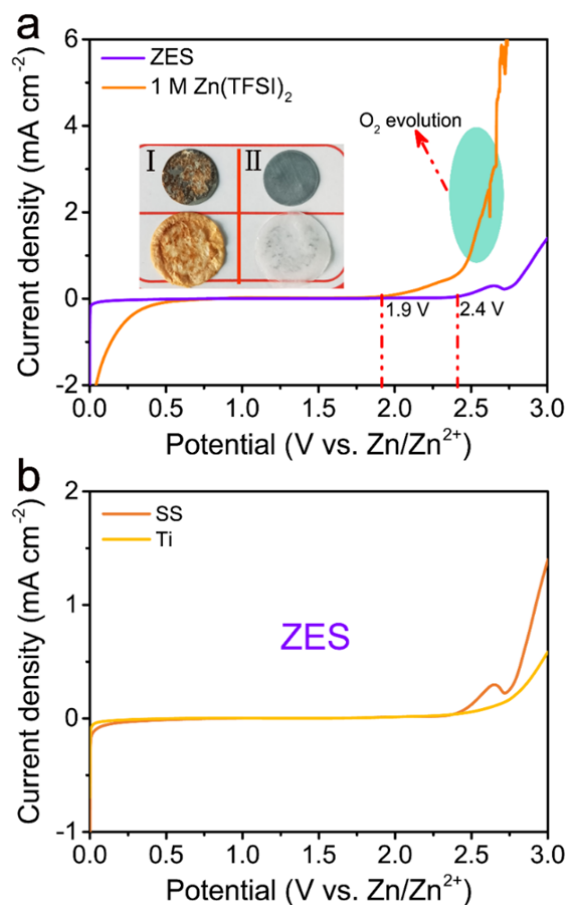 a
ZES
1 M Zn(TFSI)₂
O₂ evolution
I
II
1.9 V
2.4 V
Current density (mA cm⁻²)
6
4
2
0
-2
0.0 0.5 1.0 1.5 2.0 2.5 3.0
Potential (V vs. Zn/Zn²⁺)
b
SS
Ti
ZES
Current density (mA cm⁻²)
2
1
0
-1
0.0 0.5 1.0 1.5 2.0 2.5 3.0
Potential (V vs. Zn/Zn²⁺)